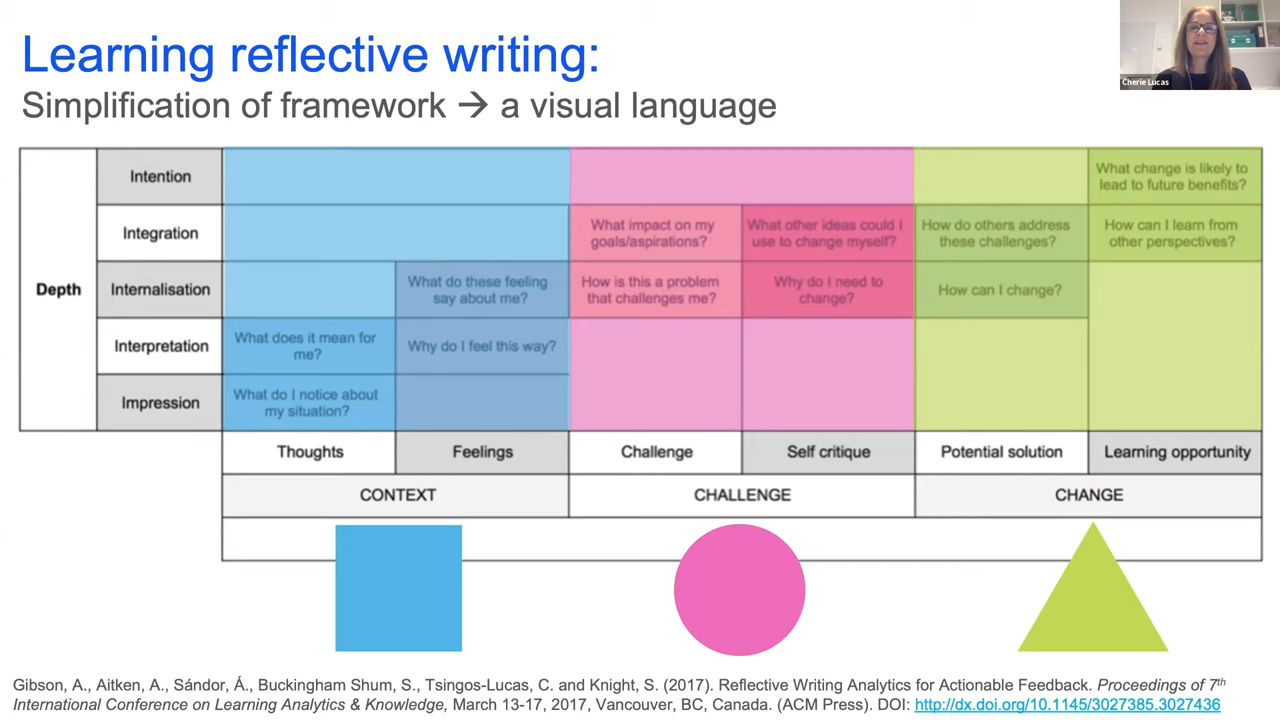 Learning reflective writing:
Simplification of framework → a visual language
Cherie Lucas
Depth
Intention
What change is likely to
lead to future benefits?
Integration
What impact on my
goals/aspirations?
What other ideas could I
use to change myself?
How do others address
these challenges?
How can I learn from
other perspectives?
Internalisation
What do these feeling
say about me?
How is this a problem
that challenges me?
Why do I need to
change?
How can I change?
Interpretation
What does it mean for
me?
Why do I feel this way?
Impression
What do I notice about
my situation?
Thoughts
Feelings
Challenge
Self critique
Potential solution
Learning opportunity
CONTEXT
CHALLENGE
CHANGE
Gibson, A., Aitken, A., Sándor, Á., Buckingham Shum, S., Tsingos-Lucas, C. and Knight, S. (2017). Reflective Writing Analytics for Actionable Feedback. Proceedings of 7th
International Conference on Learning Analytics & Knowledge, March 13-17, 2017, Vancouver, BC, Canada. (ACM Press). DOI: http://dx.doi.org/10.1145/3027385.3027436